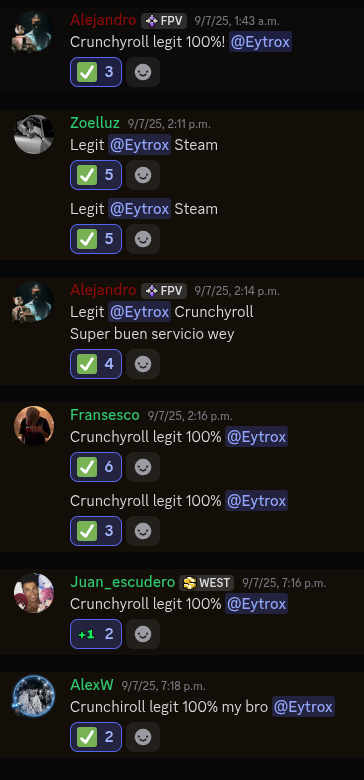 Alejandro FPV 9/7/25, 1:43 a.m.
Crunchyroll legit 100%! @Eytrox
3
Zoelluz 9/7/25, 2:11 p.m.
Legit @Eytrox Steam
5
Legit @Eytrox Steam
5
Alejandro FPV 9/7/25, 2:14 p.m.
Legit @Eytrox Crunchyroll
Super buen servicio wey
4
Fransesco 9/7/25, 2:16 p.m.
Crunchyroll legit 100% @Eytrox
6
Crunchyroll legit 100% @Eytrox
3
Juan_escudero WEST 9/7/25, 7:16 p.m.
Crunchyroll legit 100% @Eytrox
+1 2
AlexW 9/7/25, 7:18 p.m.
Crunchiroll legit 100% my bro @Eytrox
2